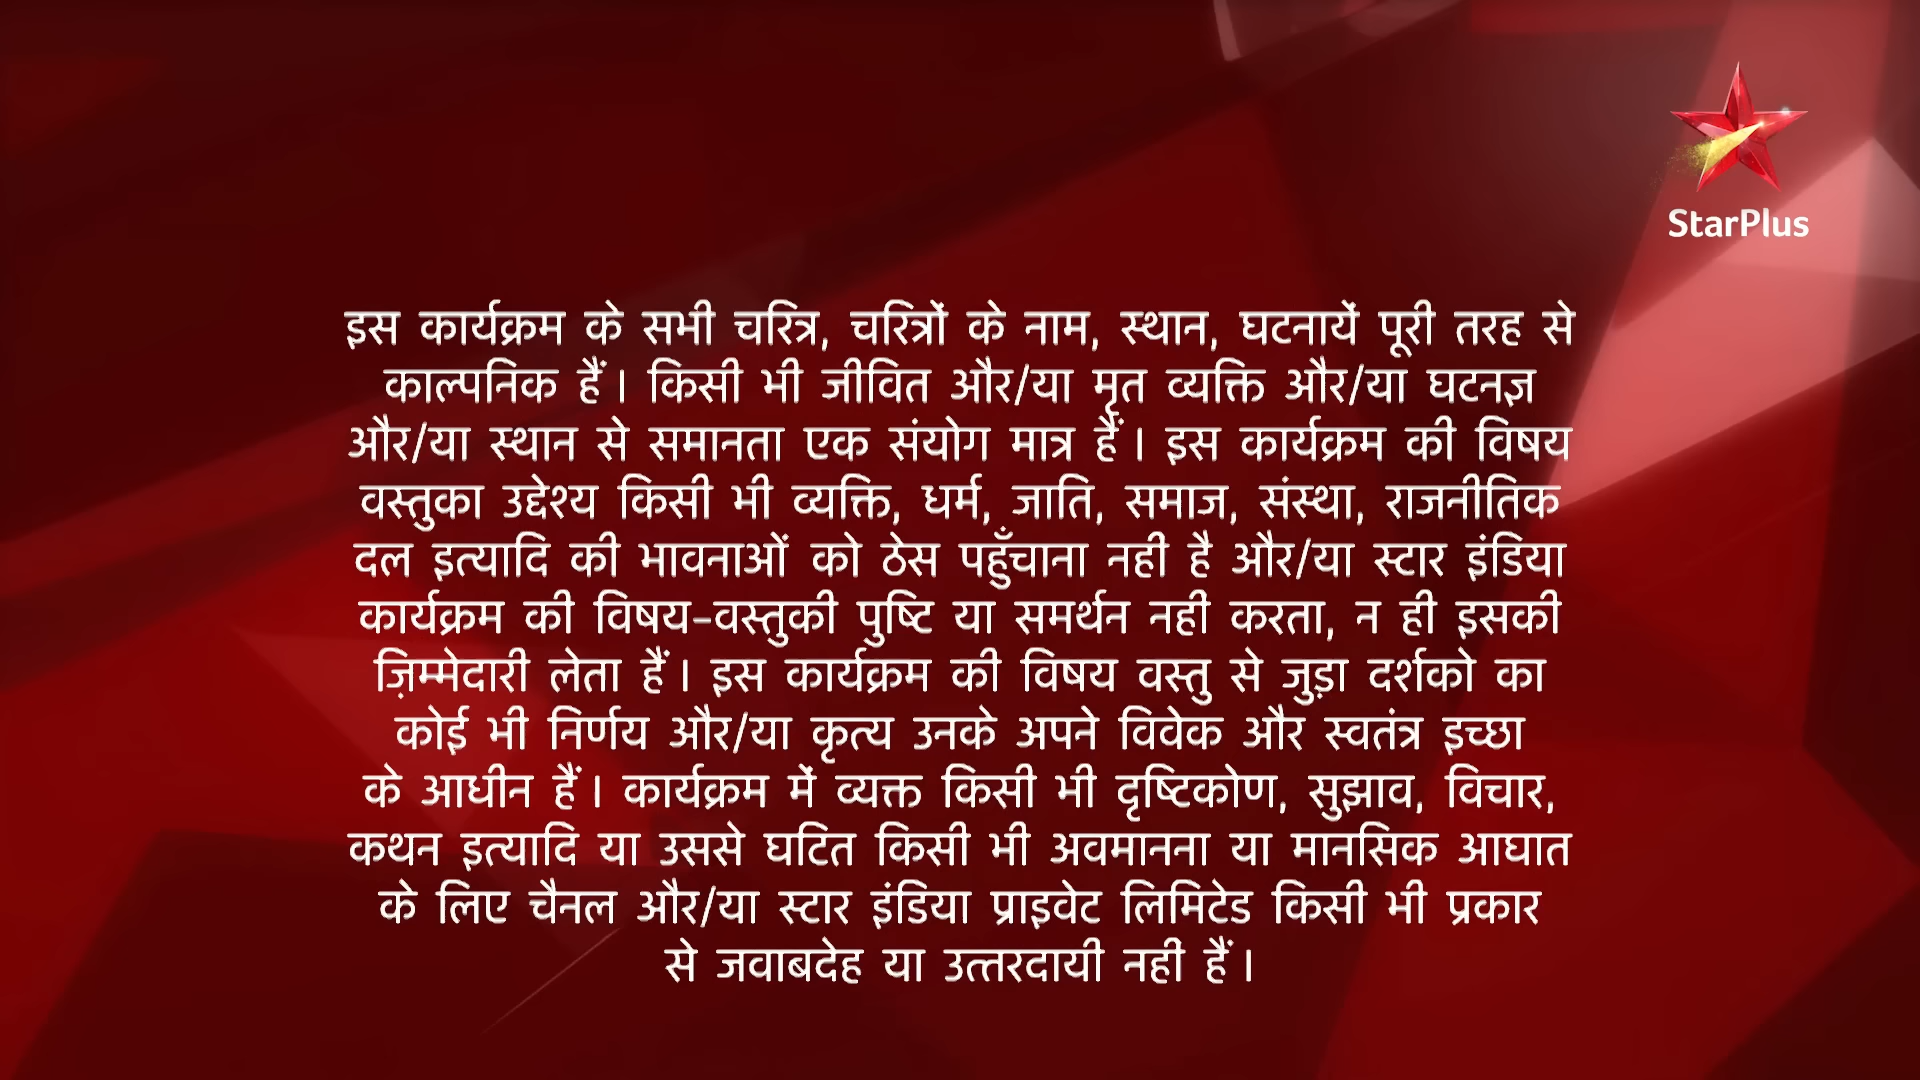 StarPlus
इस कार्यक्रम के सभी चरित्र, चरित्रों के नाम, स्थान, घटनायें पूरी तरह से
काल्पनिक हैं। किसी भी जीवित और/या मृत व्यक्ति और/या घटनज्ञ
और/या स्थान से समानता एक संयोग मात्र हैं। इस कार्यक्रम की विषय
वस्तुका उद्देश्य किसी भी व्यक्ति, धर्म, जाति, समाज, संस्था, राजनीतिक
दल इत्यादि की भावनाओं को ठेस पहुँचाना नही है और/या स्टार इंडिया
कार्यक्रम की विषय-वस्तुकी पुष्टि या समर्थन नही करता, न ही इसकी
ज़िम्मेदारी लेता हैं। इस कार्यक्रम की विषय वस्तु से जुड़ा दर्शको का
कोई भी निर्णय और/या कृत्य उनके अपने विवेक और स्वतंत्र इच्छा
के आधीन हैं। कार्यक्रम में व्यक्त किसी भी दृष्टिकोण, सुझाव, विचार,
कथन इत्यादि या उससे घटित किसी भी अवमानना या मानसिक आघात
के लिए चैनल और/या स्टार इंडिया प्राइवेट लिमिटेड किसी भी प्रकार
से जवाबदेह या उत्तरदायी नही हैं।